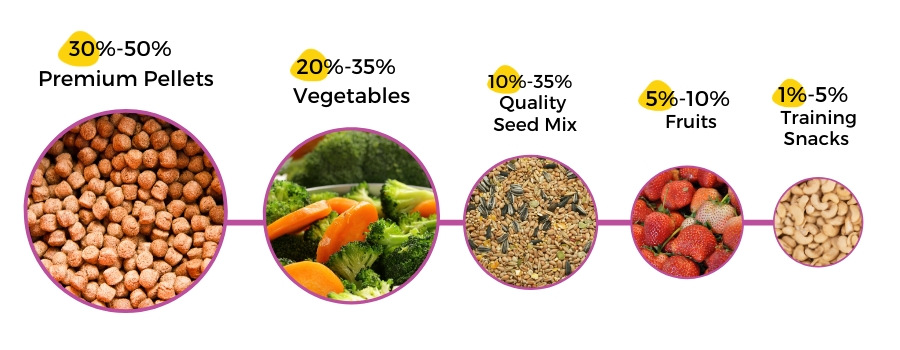 30%-50%
Premium Pellets
20%-35%
Vegetables
10%-35%
Quality
Seed Mix
5%-10%
Fruits
1%-5%
Training
Snacks